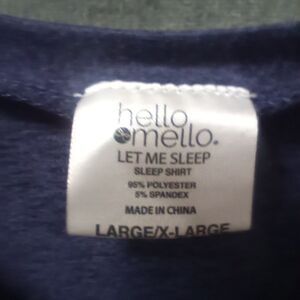 hello
mello.
LET ME SLEEP
SLEEP SHIRT
95% POLYESTER
5% SPANDEX
MADE IN CHINA
LARGE/X-LARGE